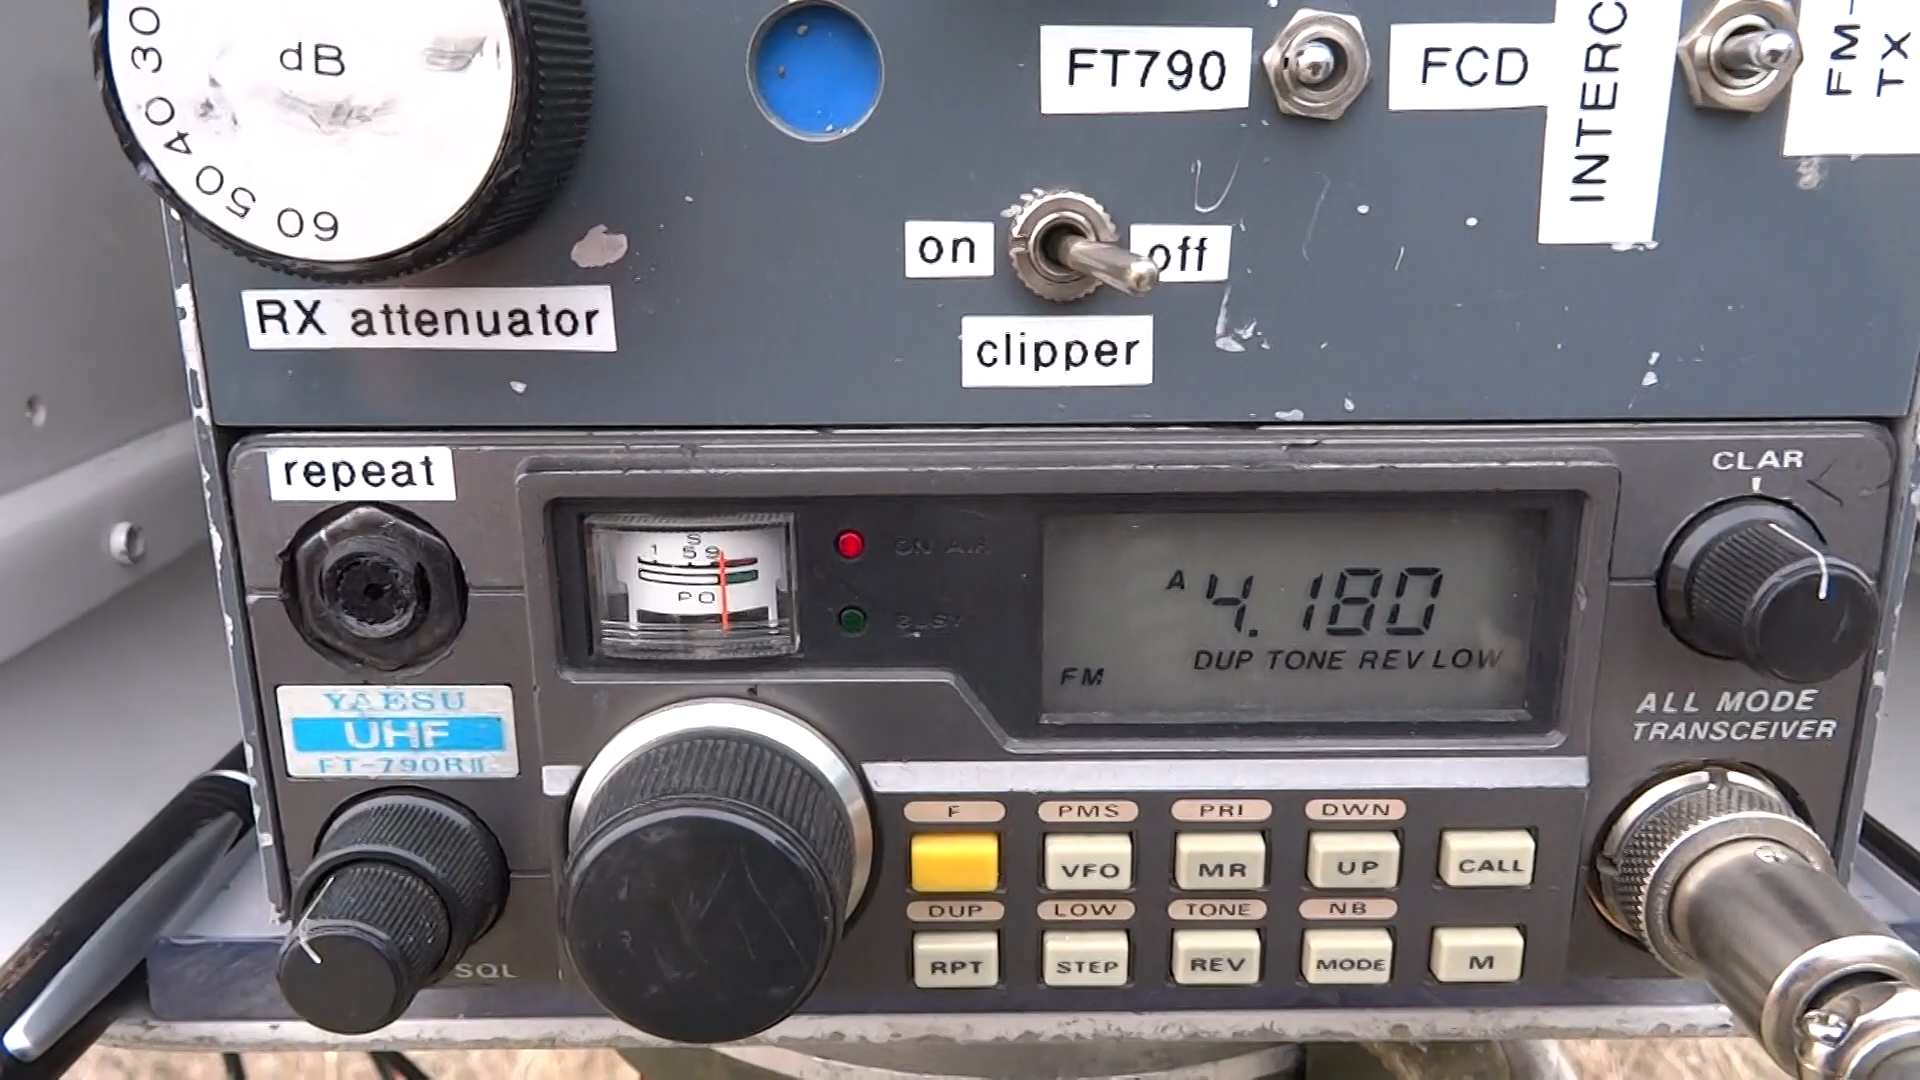 30
40
50
60
dB
RX attenuator
FT790
FCD
INTERC
FM-
TX
on
off
clipper
repeat
S
1 5 9
PO
ON AIR
BUSY
A 4.180
DUP TONE REV LOW
FM
CLAR
ALL MODE
TRANSCEIVER
YAESU
UHF
FT-790RII
SQL
F PMS PRI DWN
VFO MR UP CALL
DUP LOW TONE NB
RPT STEP REV MODE M